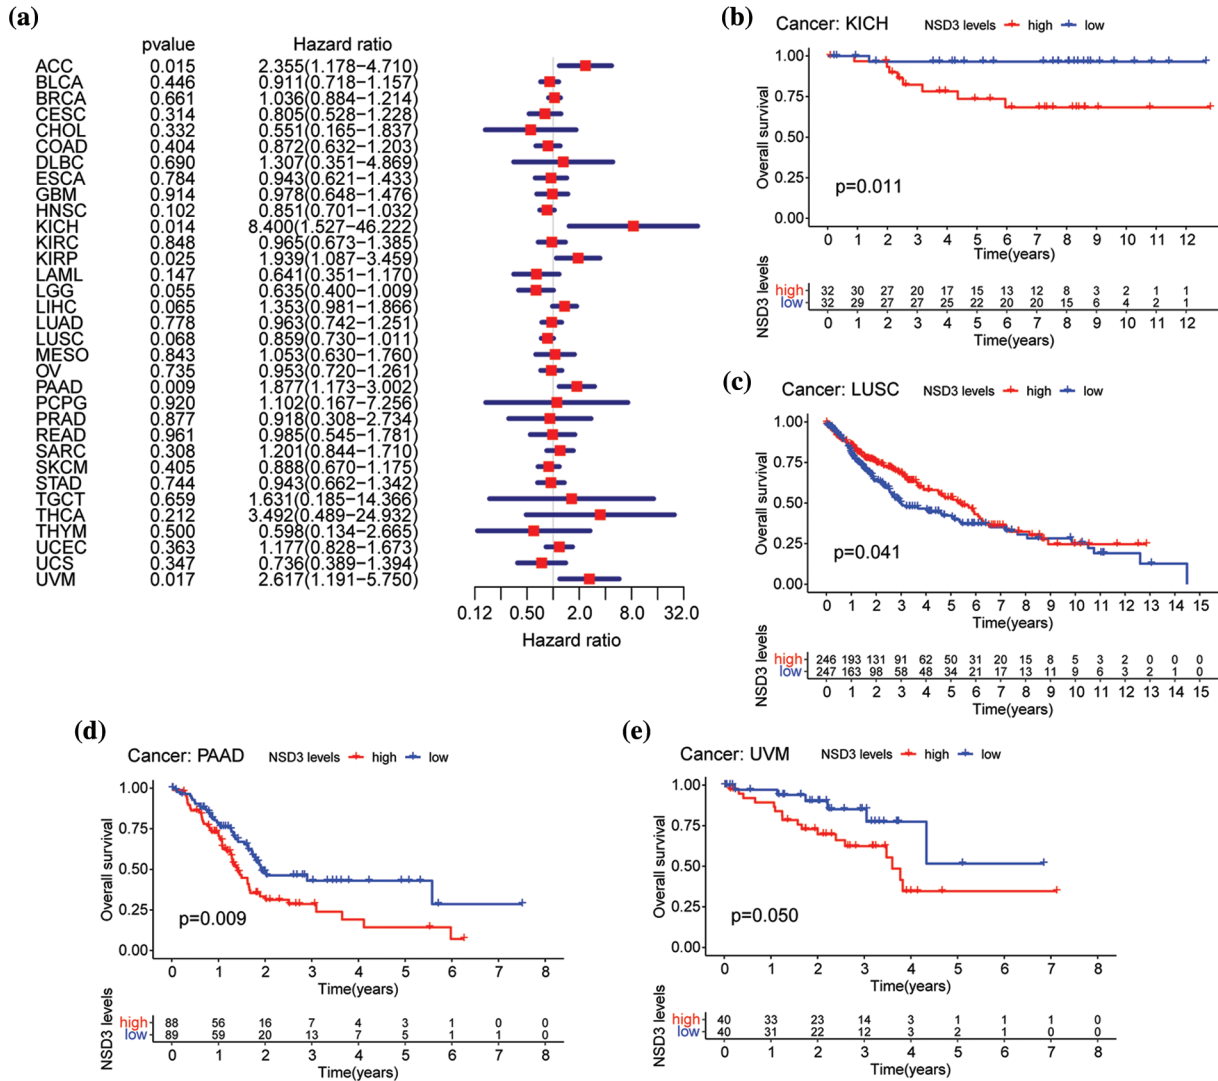 (a)
pvalue Hazard ratio
ACC 0.015 2.355(1.178−4.710)
BLCA 0.446 0.911(0.718−1.157)
BRCA 0.661 1.036(0.884−1.214)
CESC 0.314 0.805(0.528−1.228)
CHOL 0.332 0.551(0.165−1.837)
COAD 0.404 0.872(0.632−1.203)
DLBC 0.690 1.307(0.351−4.869)
ESCA 0.784 0.943(0.621−1.433)
GBM 0.914 0.978(0.648−1.476)
HNSC 0.102 0.851(0.701−1.032)
KICH 0.014 8.400(1.527−46.222)
KIRC 0.848 0.965(0.673−1.385)
KIRP 0.025 1.939(1.087−3.459)
LAML 0.147 0.641(0.351−1.170)
LGG 0.055 0.635(0.400−1.009)
LIHC 0.065 1.353(0.981−1.866)
LUAD 0.778 0.963(0.742−1.251)
LUSC 0.068 0.859(0.730−1.011)
MESO 0.843 1.053(0.630−1.760)
OV 0.735 0.953(0.720−1.261)
PAAD 0.009 1.877(1.173−3.002)
PCPG 0.920 1.102(0.167−7.256)
PRAD 0.877 0.918(0.308−2.734)
READ 0.961 0.985(0.545−1.781)
SARC 0.308 1.201(0.844−1.710)
SKCM 0.405 0.888(0.670−1.175)
STAD 0.744 0.943(0.662−1.342)
TGCT 0.659 1.631(0.185−14.366)
THCA 0.212 3.492(0.489−24.932)
THYM 0.500 0.598(0.134−2.665)
UCEC 0.363 1.177(0.828−1.673)
UCS 0.347 0.736(0.389−1.394)
UVM 0.017 2.617(1.191−5.750)
0.12 0.50 2.0 8.0 32.0
Hazard ratio
(b)
Cancer: KICH NSD3 levels high low
Overall survival
1.00
0.75
0.50
0.25
0.00
p=0.011
0 1 2 3 4 5 6 7 8 9 10 11 12
Time(years)
NSD3 levels
high 32 30 27 20 17 15 13 12 8 3 2 1 1
low 32 29 27 27 25 22 20 20 15 6 4 2 1
0 1 2 3 4 5 6 7 8 9 10 11 12
Time(years)
(c)
Cancer: LUSC NSD3 levels high low
Overall survival
1.00
0.75
0.50
0.25
0.00
p=0.041
0 1 2 3 4 5 6 7 8 9 10 11 12 13 14 15
Time(years)
NSD3 levels
high 246 193 131 91 62 50 31 20 15 8 5 3 2 0 0 0
low 247 163 98 58 48 34 21 17 13 11 9 6 3 2 1 0
0 1 2 3 4 5 6 7 8 9 10 11 12 13 14 15
Time(years)
(d)
Cancer: PAAD NSD3 levels high low
Overall survival
1.00
0.75
0.50
0.25
0.00
p=0.009
0 1 2 3 4 5 6 7 8
Time(years)
NSD3 levels
high 88 56 16 7 4 3 1 0 0
low 89 59 20 13 7 5 1 1 0
0 1 2 3 4 5 6 7 8
Time(years)
(e)
Cancer: UVM NSD3 levels high low
Overall survival
1.00
0.75
0.50
0.25
0.00
p=0.050
0 1 2 3 4 5 6 7 8
Time(years)
NSD3 levels
high 40 33 23 14 3 1 1 1 0
low 40 31 22 12 3 2 1 0 0
0 1 2 3 4 5 6 7 8
Time(years)